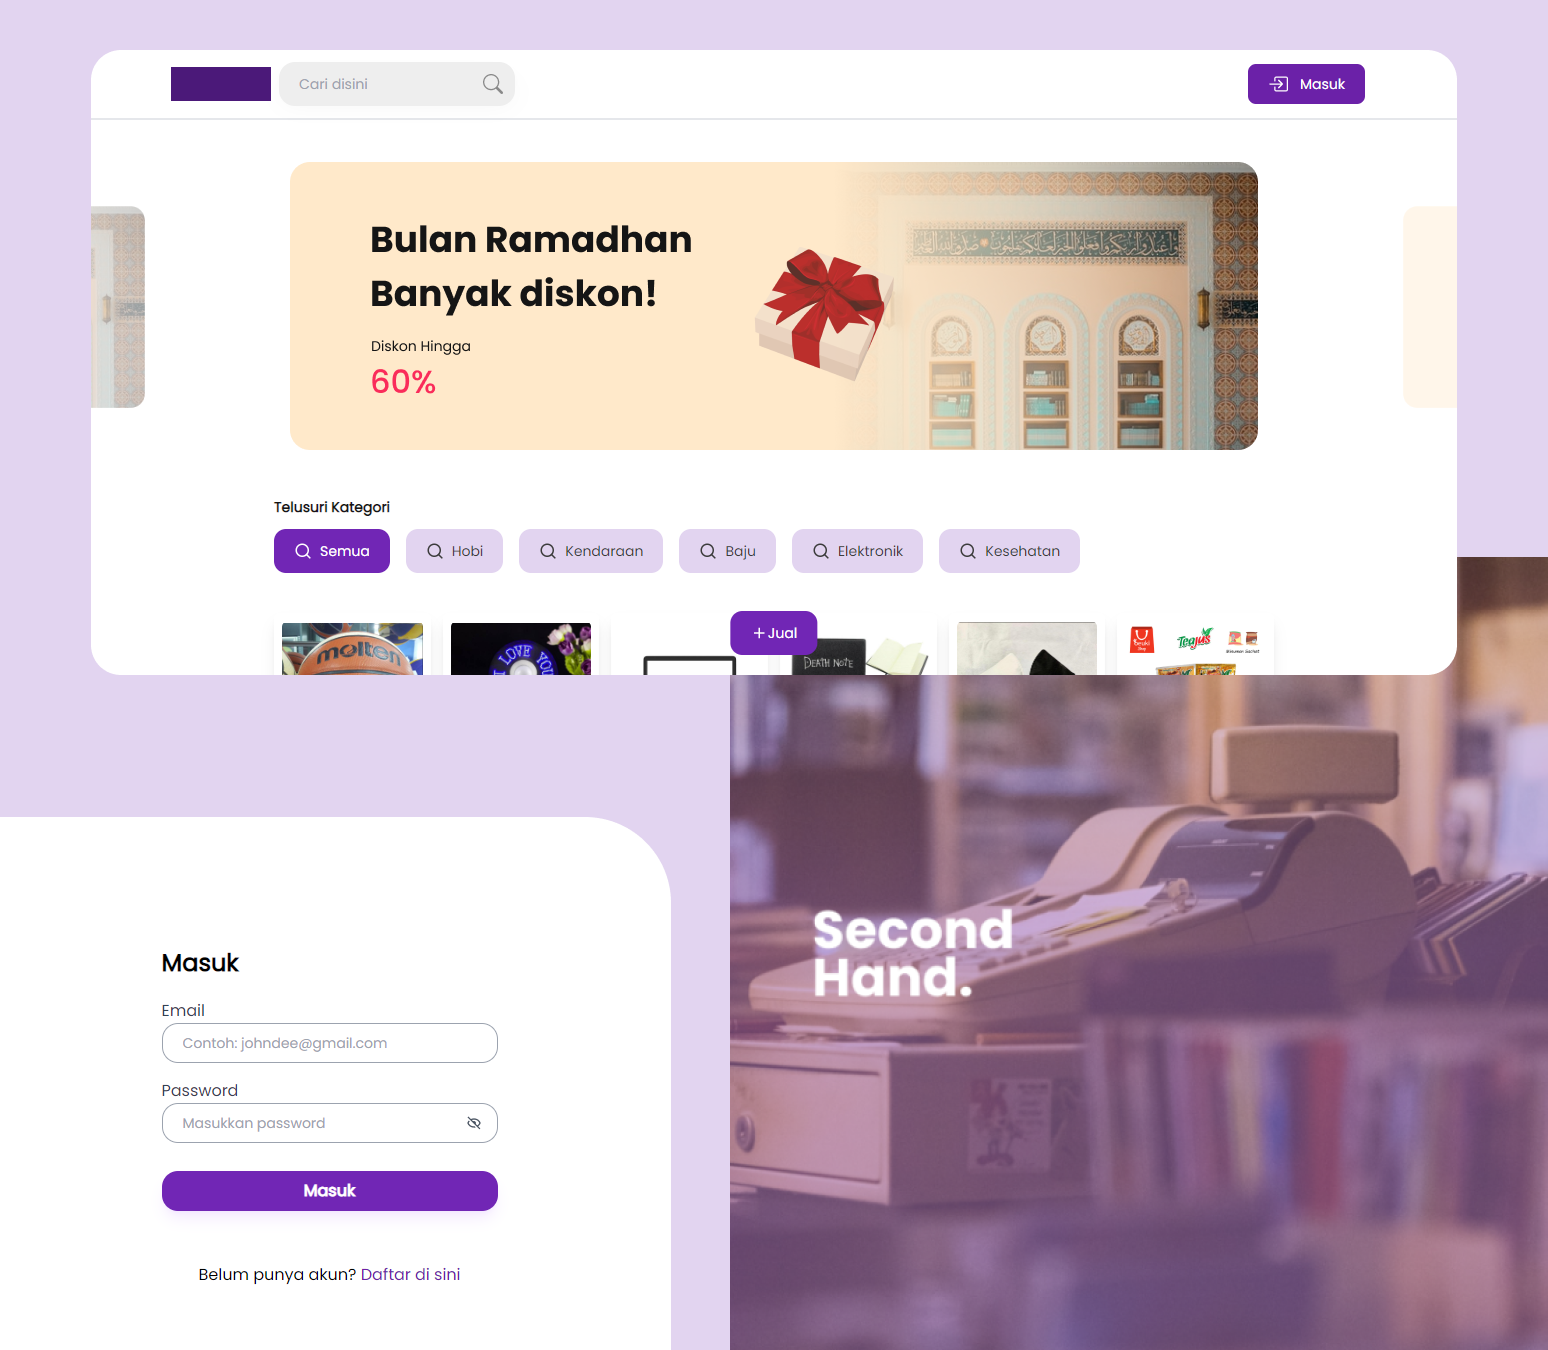 Cari disini
Masuk
Bulan Ramadhan
Banyak diskon!
Diskon Hingga
60%
Telusuri Kategori
Semua
Hobi
Kendaraan
Baju
Elektronik
Kesehatan
+ Jual
molten
I LOVE YOU
DEATH NOTE
Tegjus
Second
Hand.
Masuk
Email
Contoh: johndee@gmail.com
Password
Masukkan password
Masuk
Belum punya akun? Daftar di sini